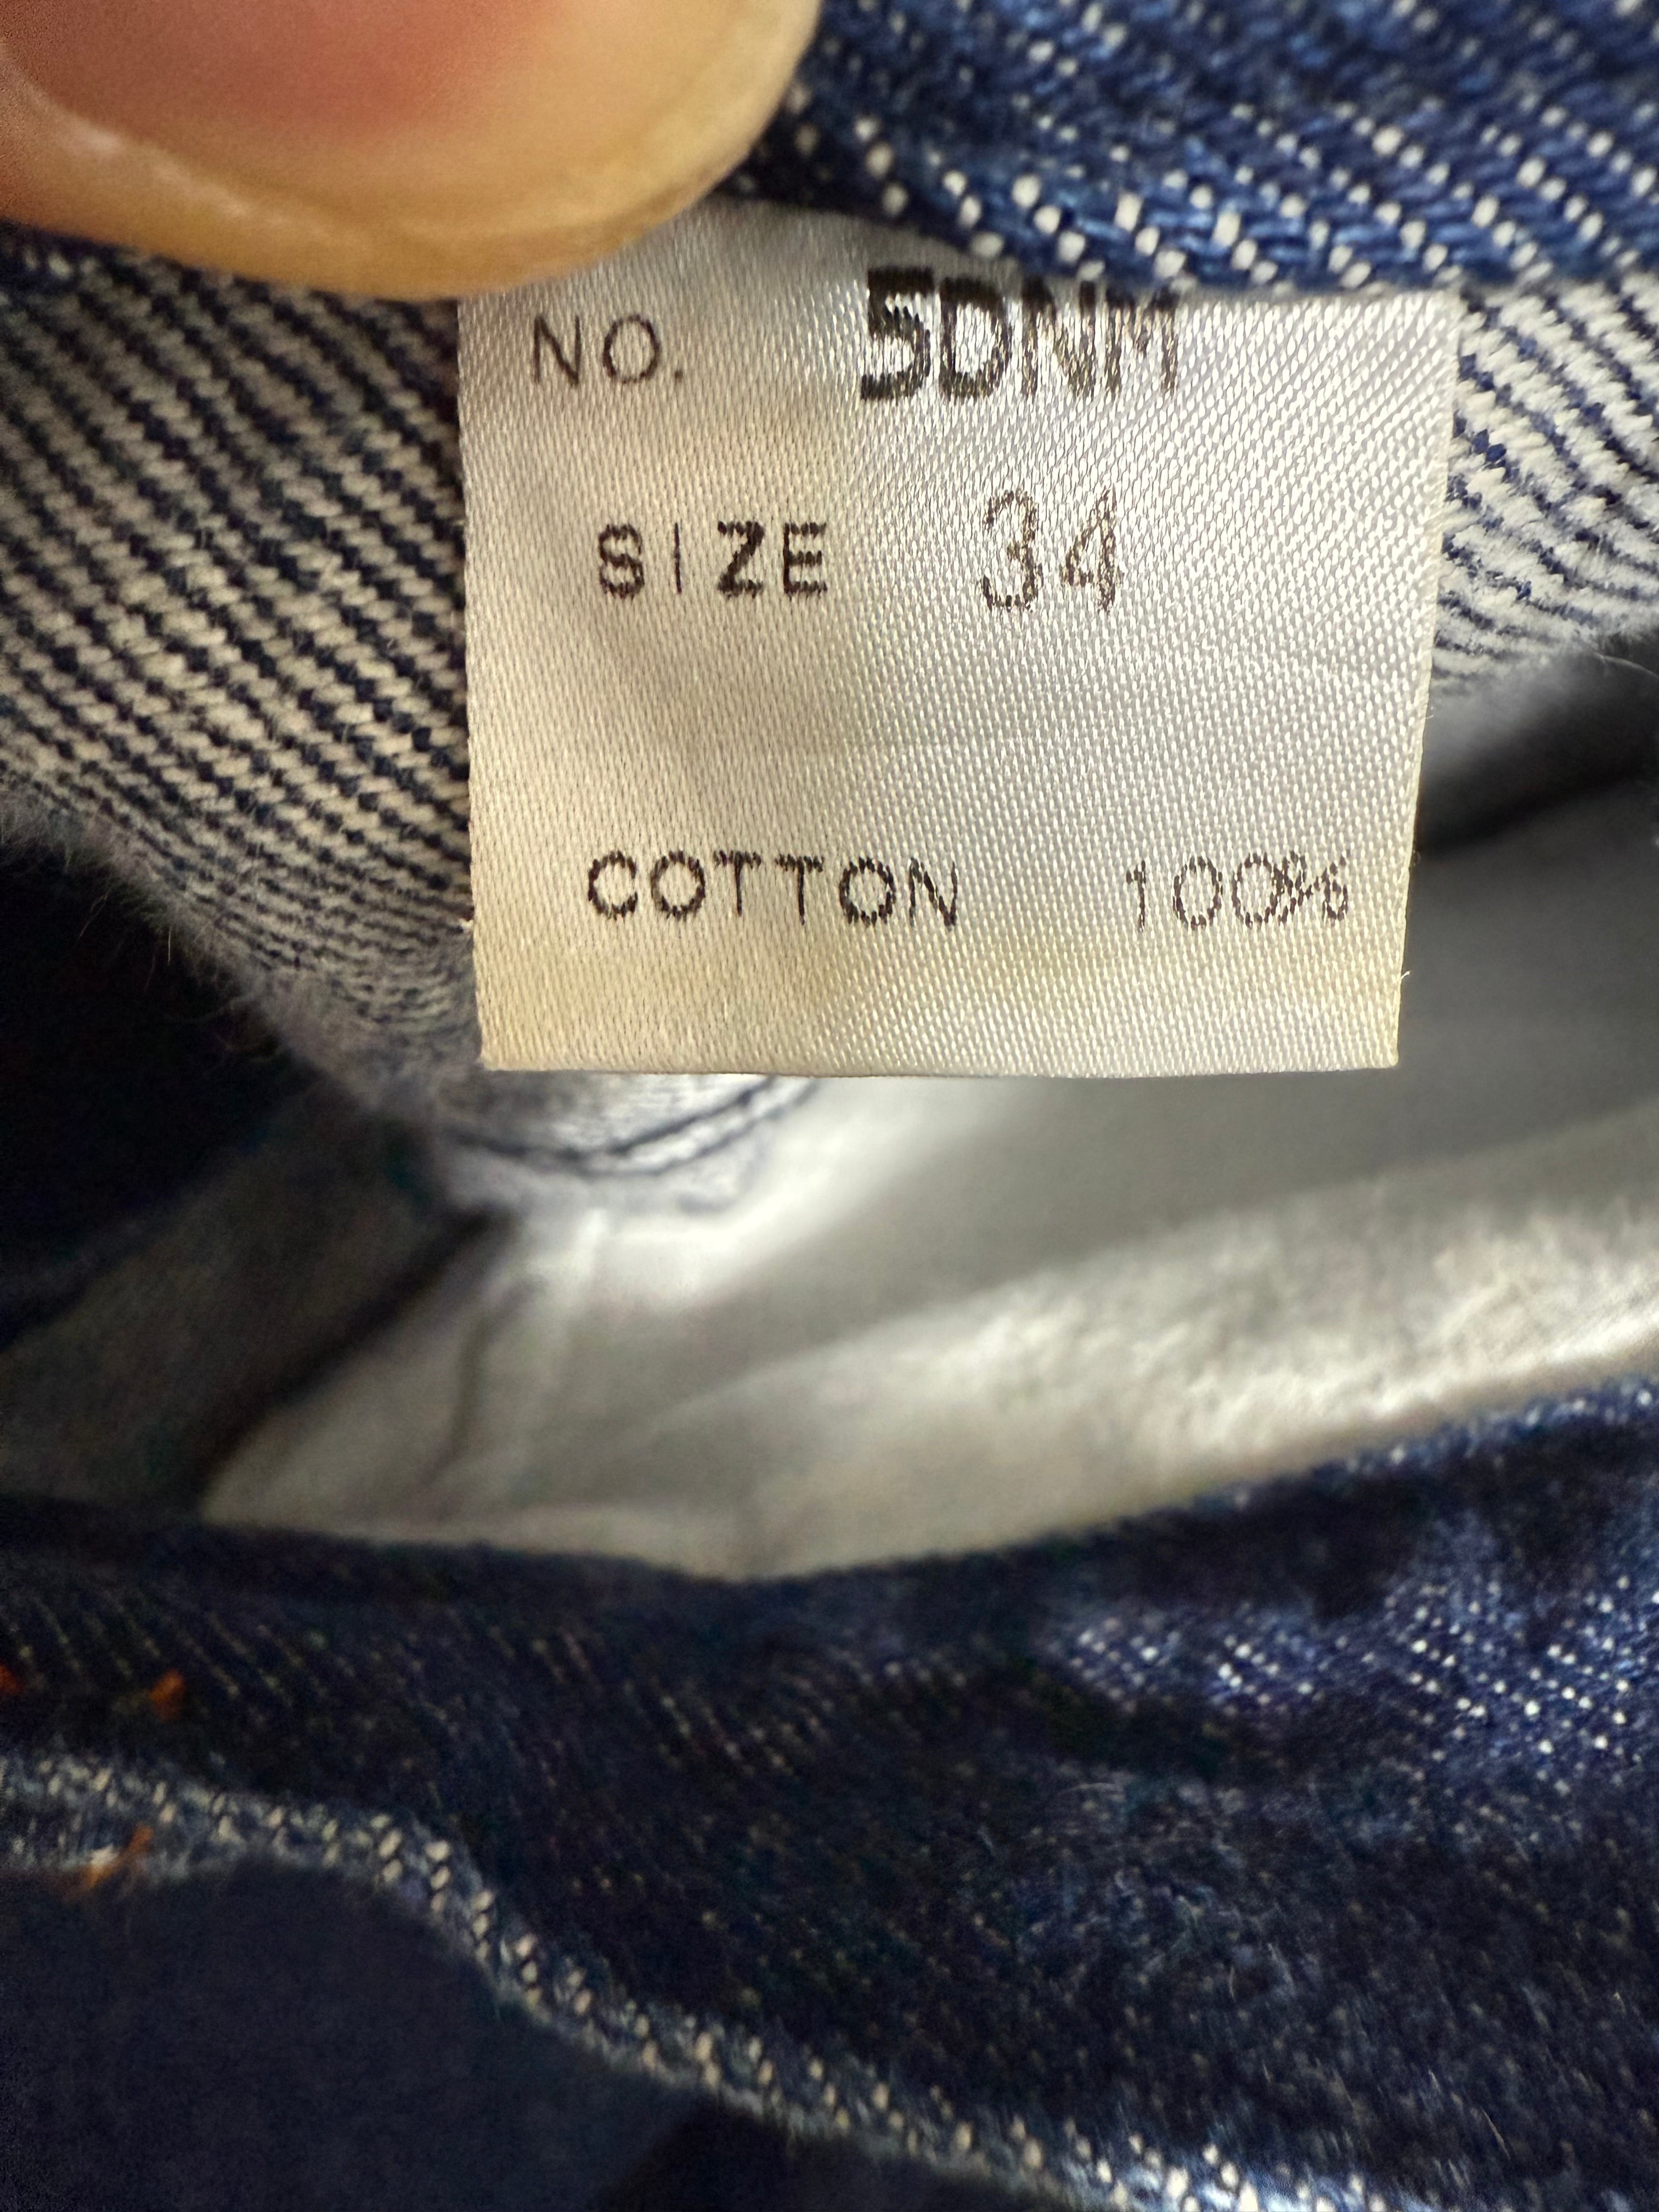 NO. 5DNM
SIZE 34
COTTON 100%